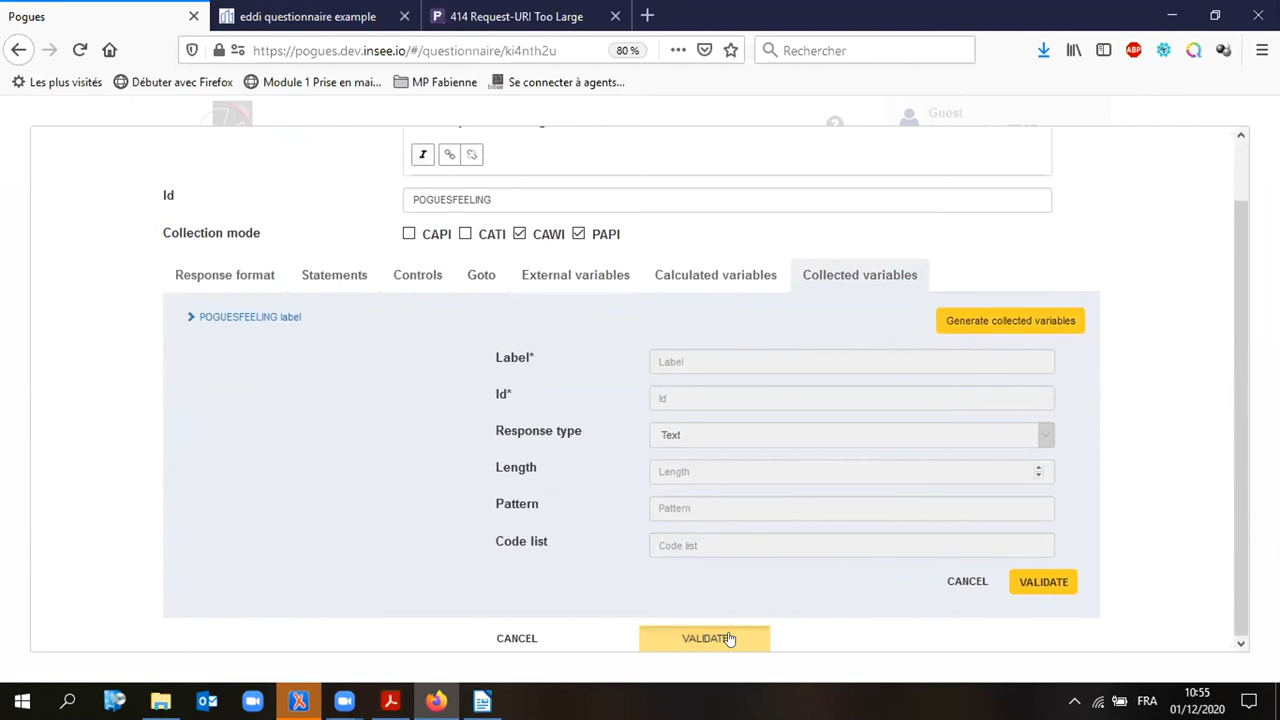 Pogues
eddi questionnaire example
414 Request-URI Too Large
https://pogues.dev.insee.io/#/questionnaire/ki4nth2u
80 %
Rechercher
ABP
Les plus visités
Débuter avec Firefox
Module 1 Prise en mai...
MP Fabienne
Se connecter à agents...
Guest
I
Id
POGUESFEELING
Collection mode
CAPI
CATI
CAWI
PAPI
Response format
Statements
Controls
Goto
External variables
Calculated variables
Collected variables
POGUESFEELING label
Generate collected variables
Label*
Label
Id*
Id
Response type
Text
Length
Length
Pattern
Pattern
Code list
Code list
CANCEL
VALIDATE
CANCEL
VALIDATE
FRA
10:55
01/12/2020